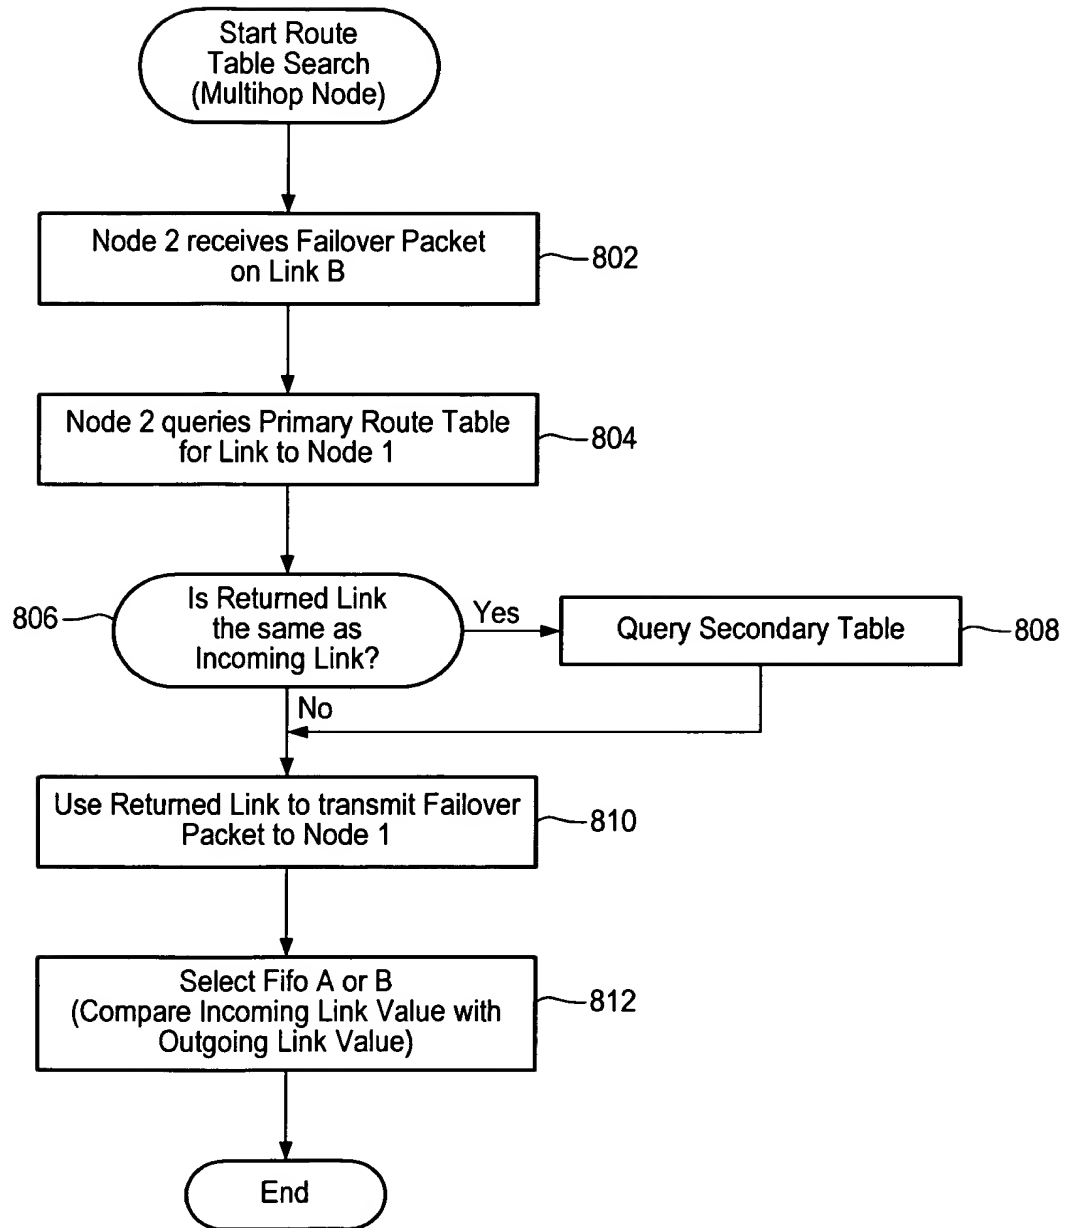 Start Route
Table Search
(Multihop Node)
Node 2 receives Failover Packet
on Link B
802
Node 2 queries Primary Route Table
for Link to Node 1
804
806
Is Returned Link
the same as
Incoming Link?
Yes
Query Secondary Table
808
No
Use Returned Link to transmit Failover
Packet to Node 1
810
Select Fifo A or B
(Compare Incoming Link Value with
Outgoing Link Value)
812
End